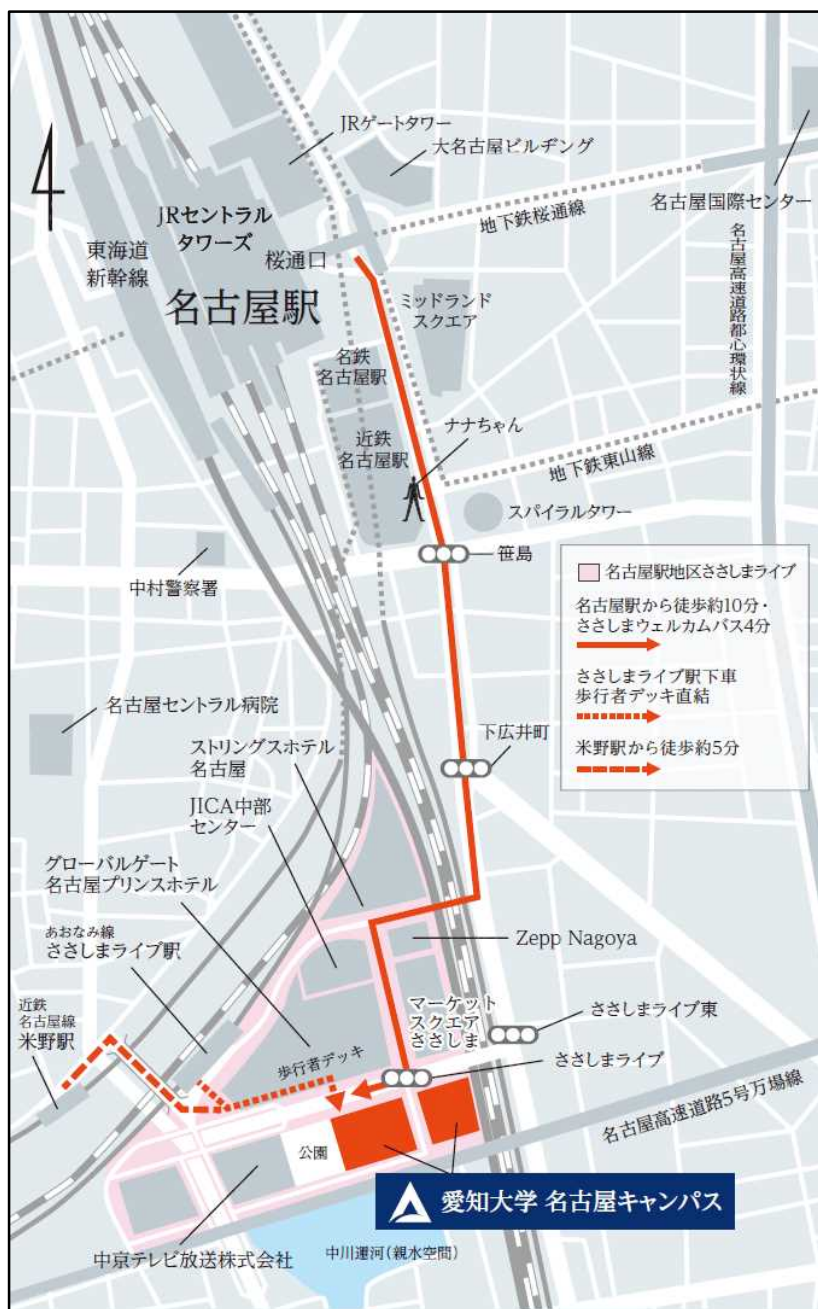 JRゲートタワー
大名古屋ビルヂング
JRセントラル
タワーズ
東海道
新幹線
桜通口
名古屋駅
地下鉄桜通線
名古屋国際センター
名古屋高速道路都心環状線
ミッドランド
スクエア
名鉄
名古屋駅
近鉄
名古屋駅
ナナちゃん
地下鉄東山線
スパイラルタワー
笹島
中村警察署
名古屋駅地区ささしまライブ
名古屋駅から徒歩約10分・
ささしまウェルカムバス4分
ささしまライブ駅下車
歩行者デッキ直結
米野駅から徒歩約5分
名古屋セントラル病院
ストリングスホテル
名古屋
下広井町
JICA中部
センター
グローバルゲート
名古屋プリンスホテル
あおなみ線
ささしまライブ駅
Zepp Nagoya
近鉄
名古屋線
米野駅
マーケット
スクエア
ささしま
ささしまライブ東
歩行者デッキ
ささしまライブ
名古屋高速道路5号万場線
公園
愛知大学 名古屋キャンパス
中京テレビ放送株式会社
中川運河(親水空間)